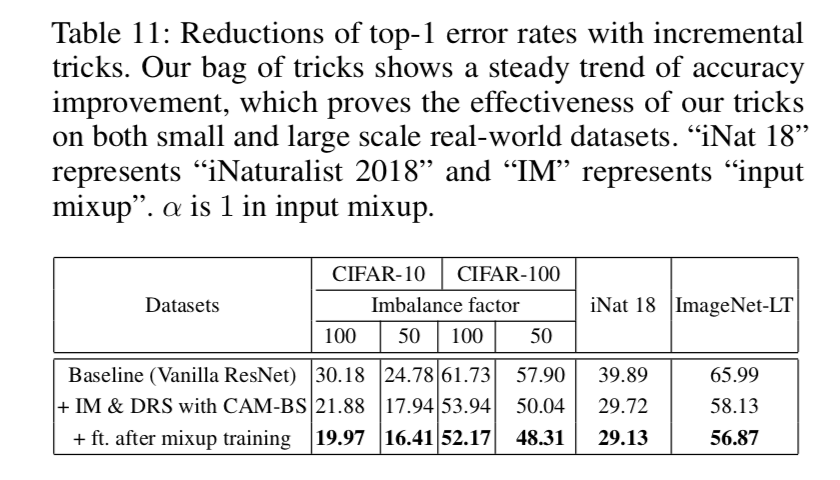 Table 11: Reductions of top-1 error rates with incremental
tricks. Our bag of tricks shows a steady trend of accuracy
improvement, which proves the effectiveness of our tricks
on both small and large scale real-world datasets. “iNat 18”
represents “iNaturalist 2018” and “IM” represents “input
mixup”. α is 1 in input mixup.
Datasets CIFAR-10 CIFAR-100 iNat 18 ImageNet-LT
Imbalance factor
100 50 100 50
Baseline (Vanilla ResNet) 30.18 24.78 61.73 57.90 39.89 65.99
+ IM & DRS with CAM-BS 21.88 17.94 53.94 50.04 29.72 58.13
+ ft. after mixup training 19.97 16.41 52.17 48.31 29.13 56.87